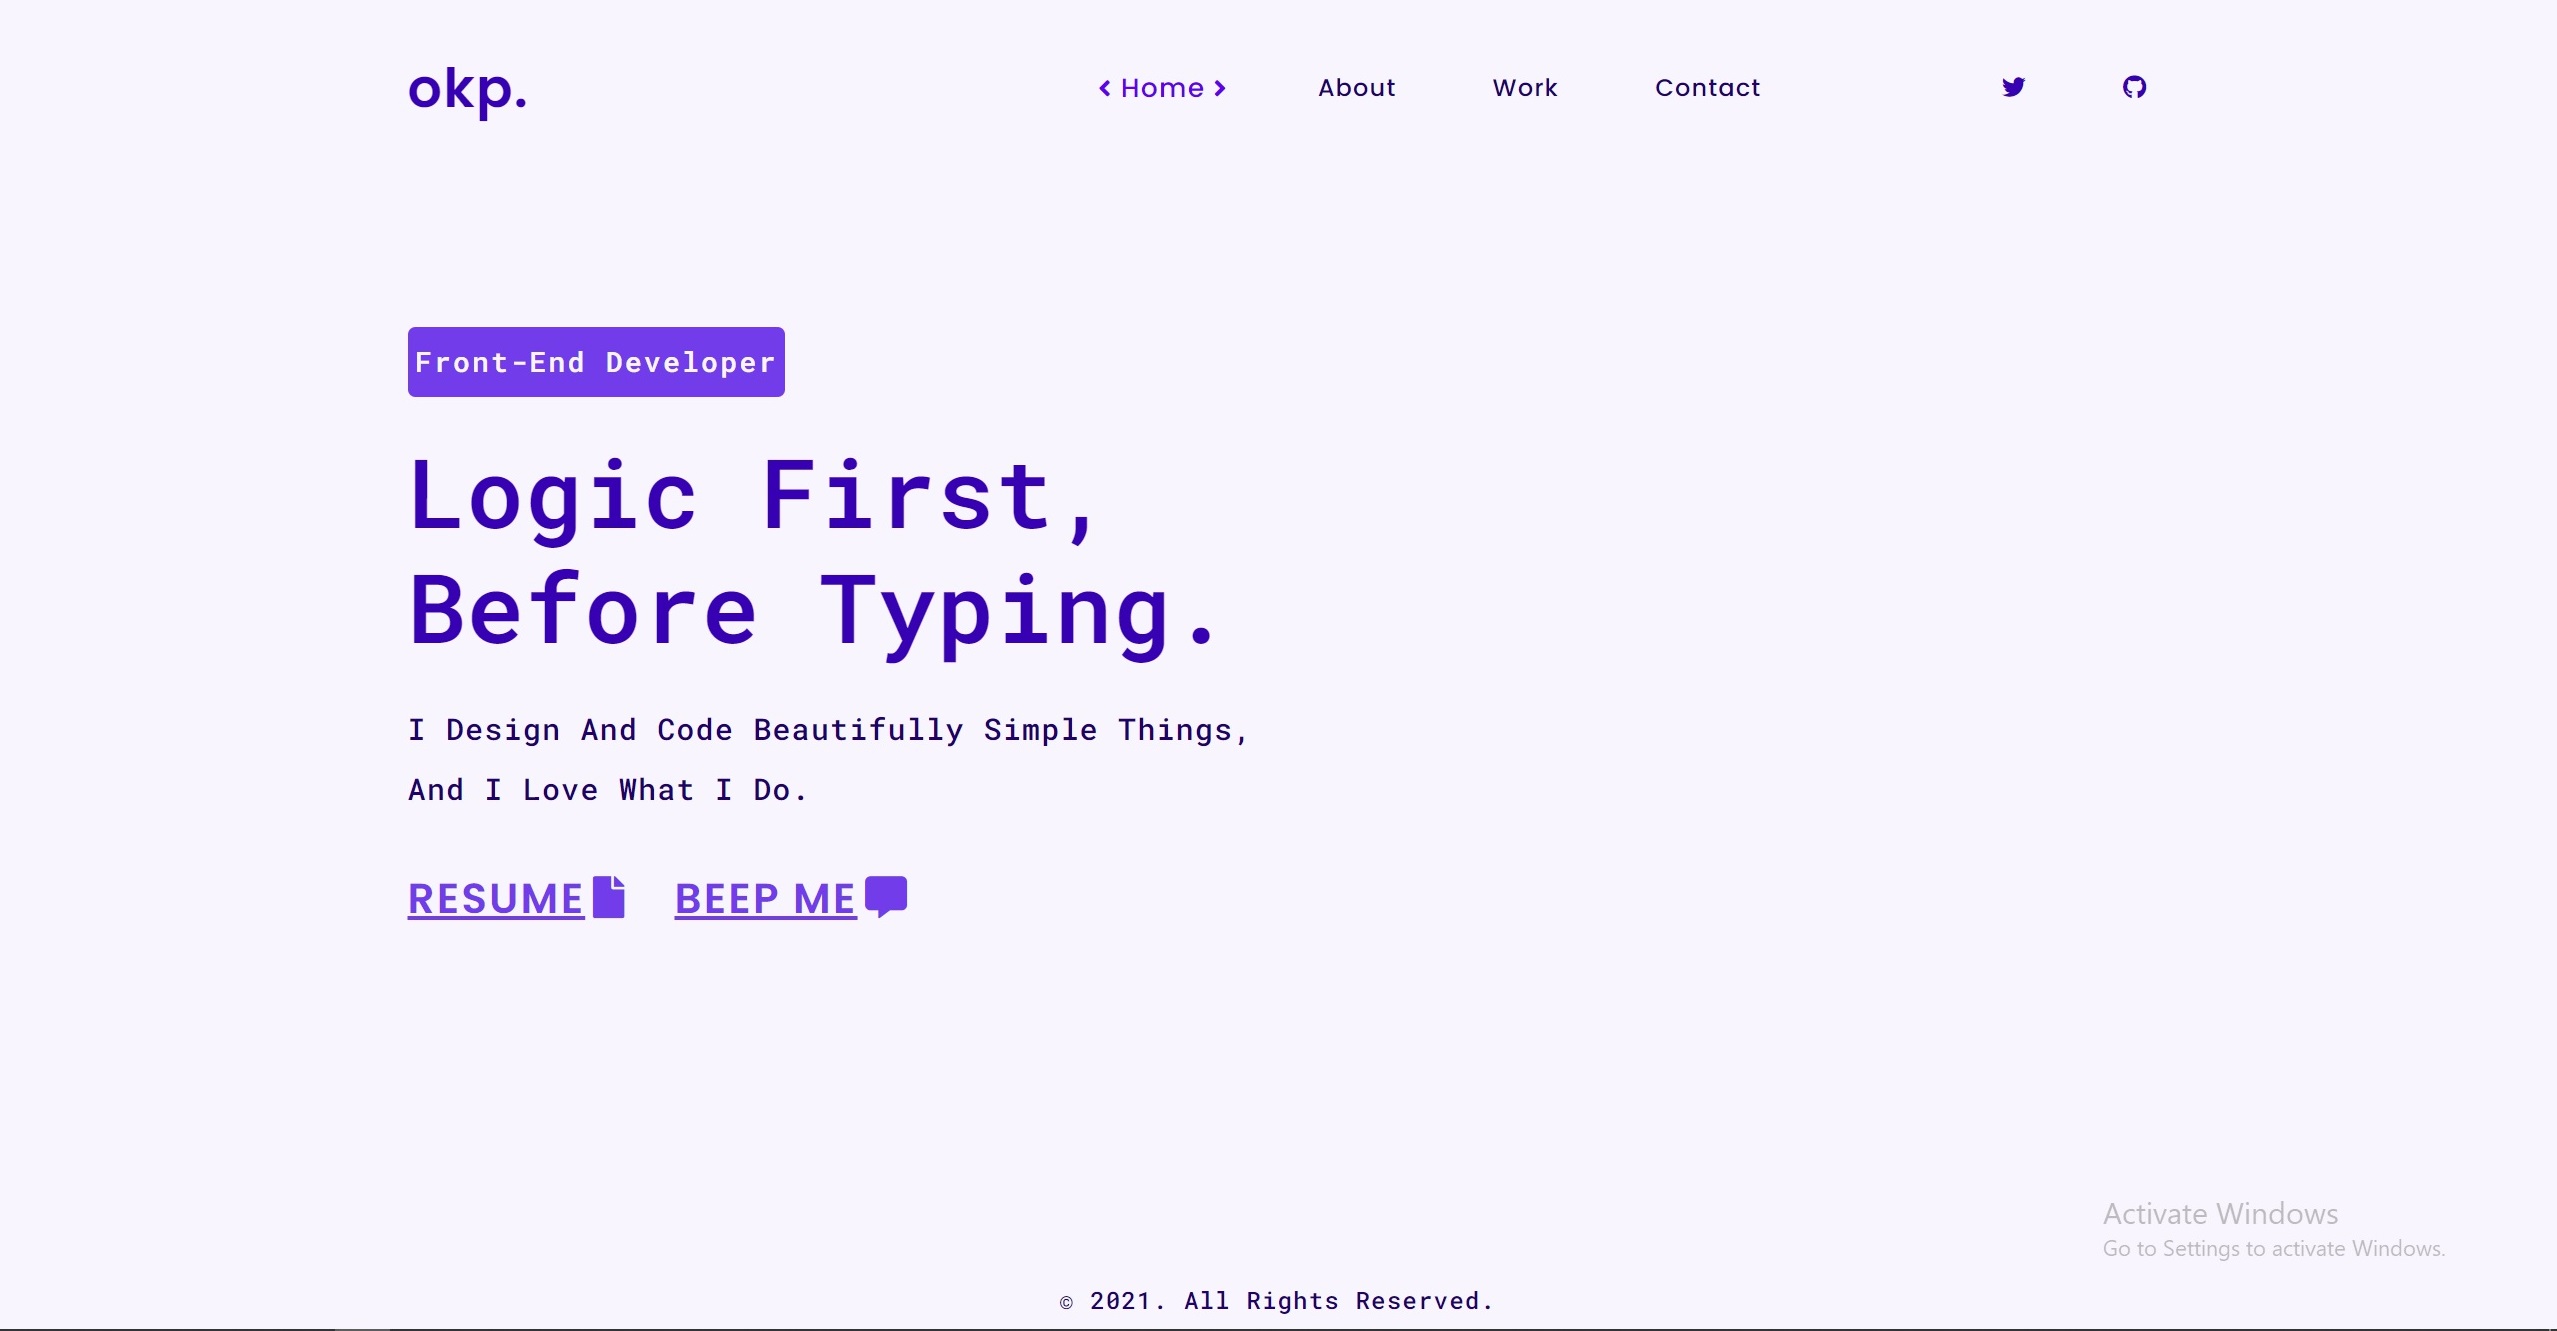 okp.
‹ Home › About Work Contact
Front-End Developer
Logic First,
Before Typing.
I Design And Code Beautifully Simple Things,
And I Love What I Do.
RESUME BEEP ME
Activate Windows
Go to Settings to activate Windows.
© 2021. All Rights Reserved.